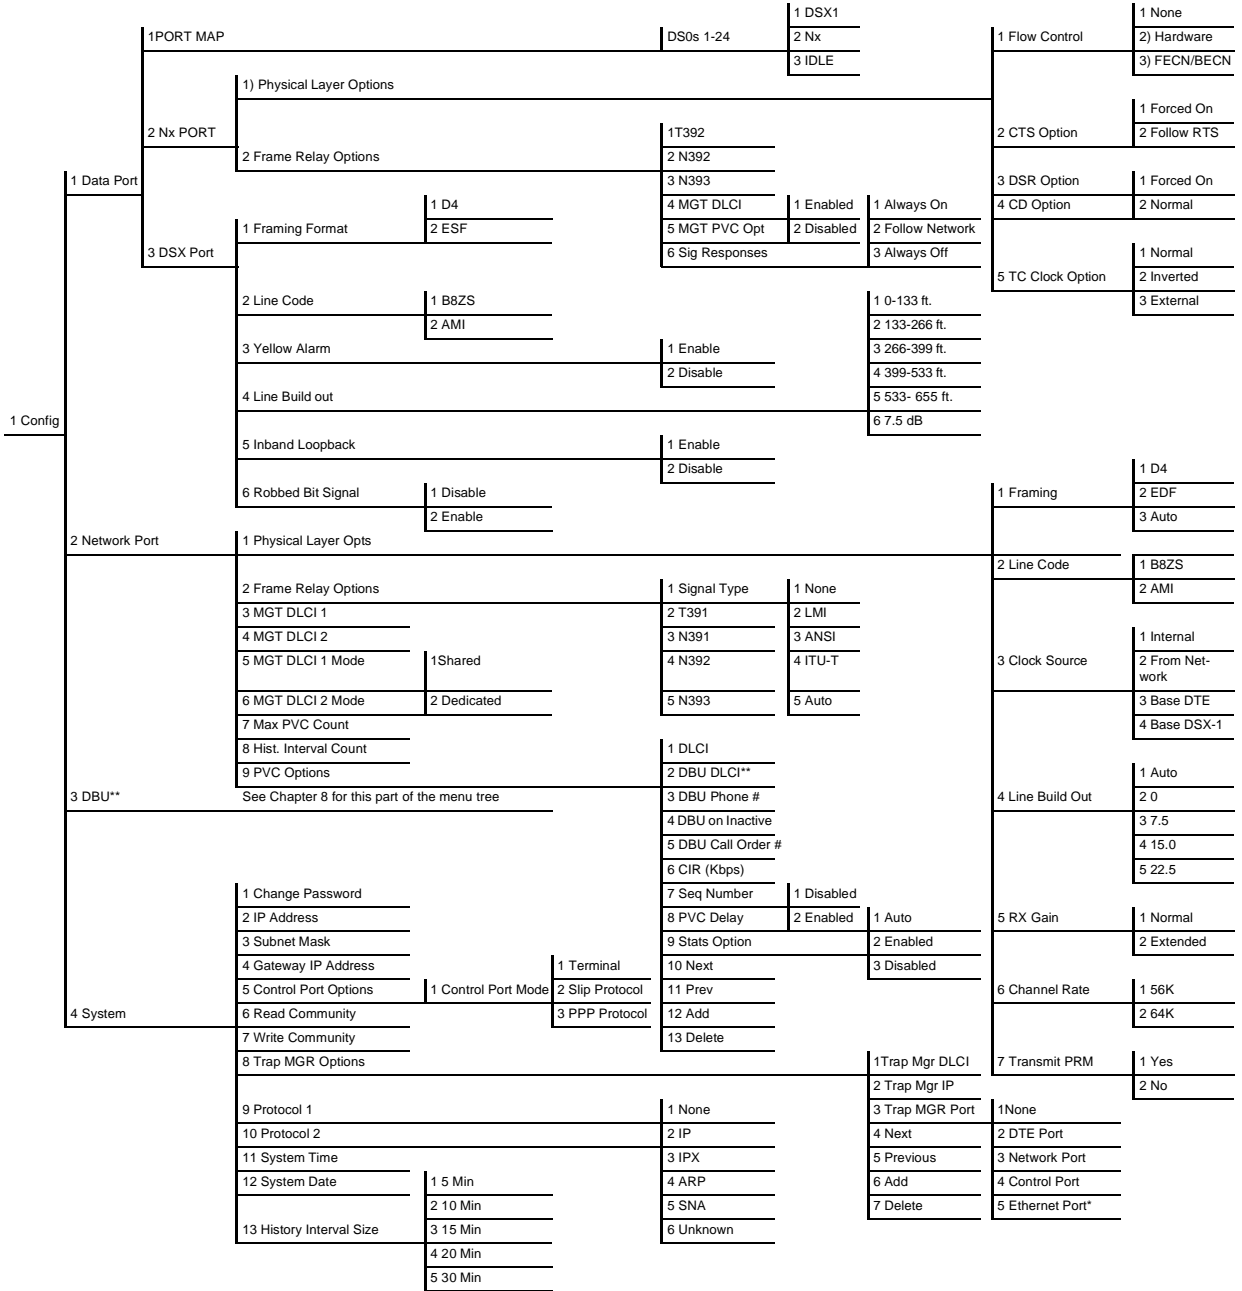 1 DSX1
1 None
1PORT MAP
DS0s 1-24
2 Nx
1 Flow Control
2) Hardware
3 IDLE
3) FECN/BECN
1) Physical Layer Options
1 Forced On
2 Nx PORT
1T392
2 CTS Option
2 Follow RTS
2 Frame Relay Options
2 N392
1 Data Port
3 N393
3 DSR Option
1 Forced On
1 D4
4 MGT DLCI
1 Enabled
1 Always On
4 CD Option
2 Normal
1 Framing Format
2 ESF
5 MGT PVC Opt
2 Disabled
2 Follow Network
3 DSX Port
6 Sig Responses
3 Always Off
1 Normal
5 TC Clock Option
2 Inverted
2 Line Code
1 B8ZS
1 0-133 ft.
3 External
2 AMI
2 133-266 ft.
3 Yellow Alarm
1 Enable
3 266-399 ft.
2 Disable
4 399-533 ft.
4 Line Build out
5 533- 655 ft.
1 Config
6 7.5 dB
5 Inband Loopback
1 Enable
2 Disable
1 D4
6 Robbed Bit Signal
1 Disable
1 Framing
2 EDF
2 Enable
3 Auto
2 Network Port
1 Physical Layer Opts
2 Line Code
1 B8ZS
2 Frame Relay Options
1 Signal Type
1 None
2 AMI
3 MGT DLCI 1
2 T391
2 LMI
4 MGT DLCI 2
3 N391
3 ANSI
1 Internal
5 MGT DLCI 1 Mode
1Shared
4 N392
4 ITU-T
3 Clock Source
2 From Net-
work
6 MGT DLCI 2 Mode
2 Dedicated
5 N393
5 Auto
3 Base DTE
7 Max PVC Count
4 Base DSX-1
8 Hist. Interval Count
1 DLCI
9 PVC Options
2 DBU DLCI**
1 Auto
3 DBU**
See Chapter 8 for this part of the menu tree
3 DBU Phone #
4 Line Build Out
2 0
4 DBU on Inactive
3 7.5
5 DBU Call Order #
4 15.0
6 CIR (Kbps)
5 22.5
1 Change Password
7 Seq Number
1 Disabled
2 IP Address
8 PVC Delay
2 Enabled
1 Auto
5 RX Gain
1 Normal
3 Subnet Mask
9 Stats Option
2 Enabled
2 Extended
4 Gateway IP Address
1 Terminal
10 Next
3 Disabled
5 Control Port Options
1 Control Port Mode
2 Slip Protocol
11 Prev
6 Channel Rate
1 56K
4 System
6 Read Community
3 PPP Protocol
12 Add
2 64K
7 Write Community
13 Delete
8 Trap MGR Options
1Trap Mgr DLCI
7 Transmit PRM
1 Yes
2 Trap Mgr IP
2 No
9 Protocol 1
1 None
3 Trap MGR Port
1None
10 Protocol 2
2 IP
4 Next
2 DTE Port
11 System Time
3 IPX
5 Previous
3 Network Port
12 System Date
1 5 Min
4 ARP
6 Add
4 Control Port
2 10 Min
5 SNA
7 Delete
5 Ethernet Port*
13 History Interval Size
3 15 Min
6 Unknown
4 20 Min
5 30 Min